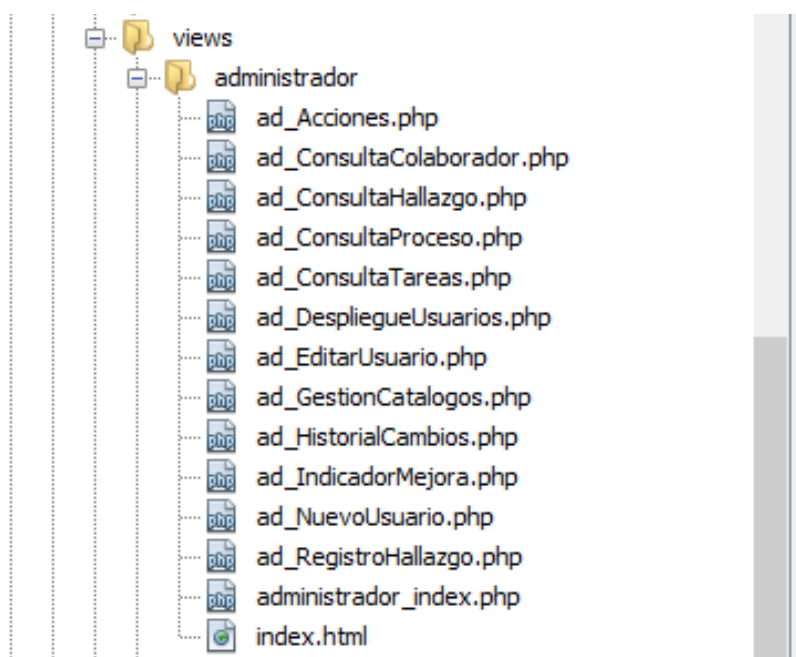 views
administrador
ad_Acciones.php
ad_ConsultaColaborador.php
ad_ConsultaHallazgo.php
ad_ConsultaProceso.php
ad_ConsultaTareas.php
ad_DespliegueUsuarios.php
ad_EditarUsuario.php
ad_GestionCatalogos.php
ad_HistorialCambios.php
ad_IndicadorMejora.php
ad_NuevoUsuario.php
ad_RegistroHallazgo.php
administrador_index.php
index.html